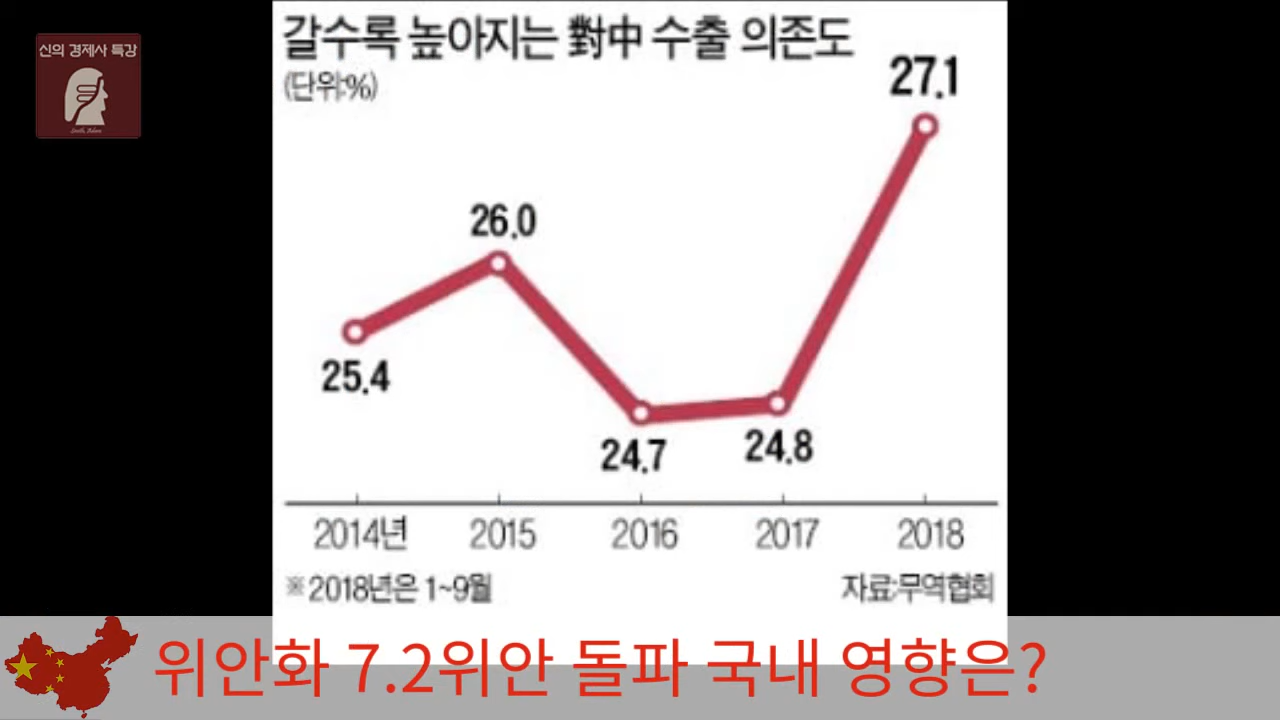 신의 경제사 특강
Smith, Adam
갈수록 높아지는 對中 수출 의존도
(단위:%)
27.1
26.0
25.4
24.7
24.8
2014년 2015 2016 2017 2018
※2018년은 1~9월 자료:무역협회
위안화 7.2위안 돌파 국내 영향은?